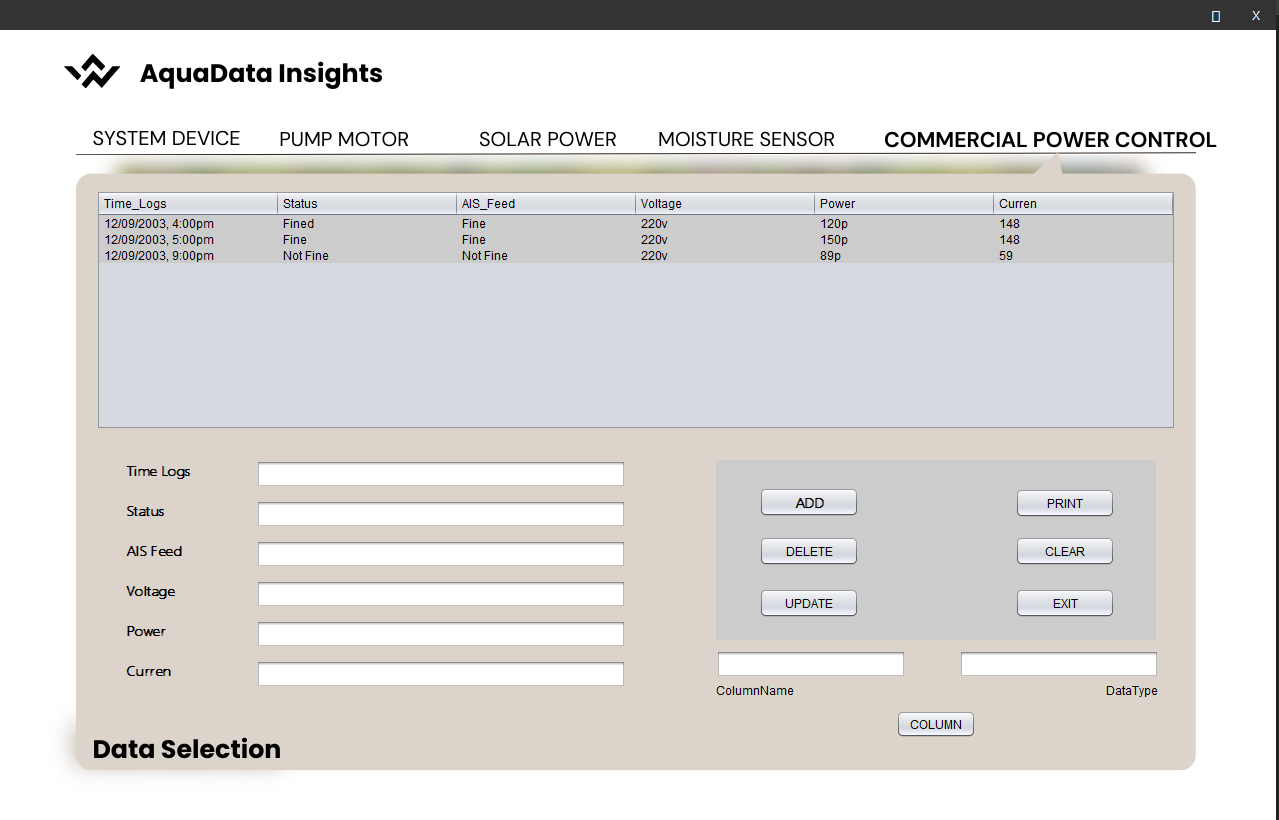 X
AquaData Insights
SYSTEM DEVICE PUMP MOTOR SOLAR POWER MOISTURE SENSOR COMMERCIAL POWER CONTROL
Time_Logs Status AIS_Feed Voltage Power Curren
12/09/2003, 4:00pm Fined Fine 220v 120p 148
12/09/2003, 5:00pm Fine Fine 220v 150p 148
12/09/2003, 9:00pm Not Fine Not Fine 220v 89p 59
Time Logs
Status
AIS Feed
Voltage
Power
Curren
ADD PRINT
DELETE CLEAR
UPDATE EXIT
ColumnName DataType
COLUMN
Data Selection